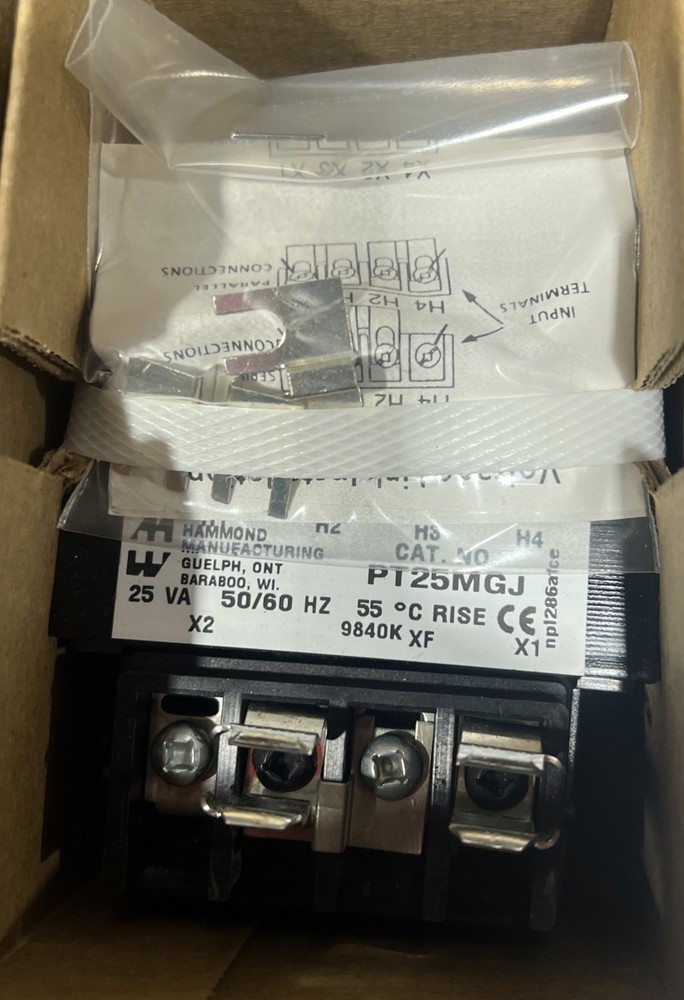 X4 X2 X3 X1
PARALLEL
CONNECTIONS
H4 H2 H
INPUT
TERMINALS
CONNECTIONS
SERI
H4 H2
H1 H2 H3 H4
HAMMOND
MANUFACTURING
GUELPH, ONT
BARABOO, WI.
CAT. NO
PT25MGJ
25 VA 50/60 HZ 55 °C RISE CE
X2 9840K XF X1
npl286afce